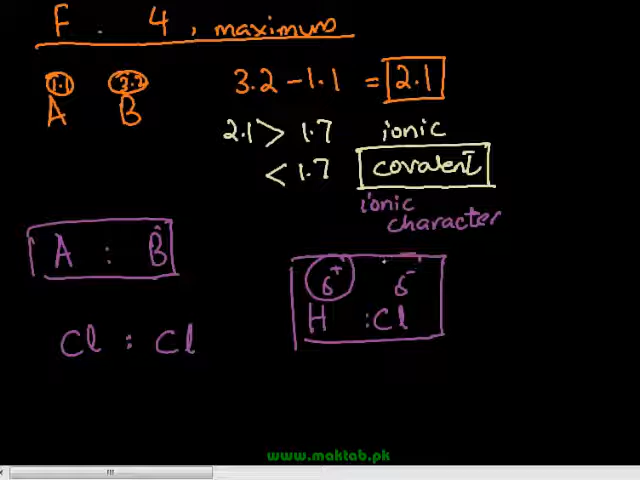 F . 4 , maximum
1.1 3.2
A B
3.2 - 1.1 = 2.1
2.1 > 1.7 ionic
< 1.7 covalent
ionic
character
A : B
δ+ δ-
H :Cl
Cl : Cl
www.maktab.pk